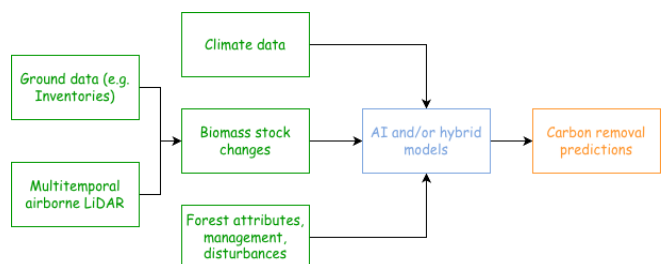 Climate data
Ground data (e.g.
Inventories)
Biomass stock
changes
AI and/or hybrid
models
Carbon removal
predictions
Multitemporal
airborne LiDAR
Forest attributes,
management,
disturbances